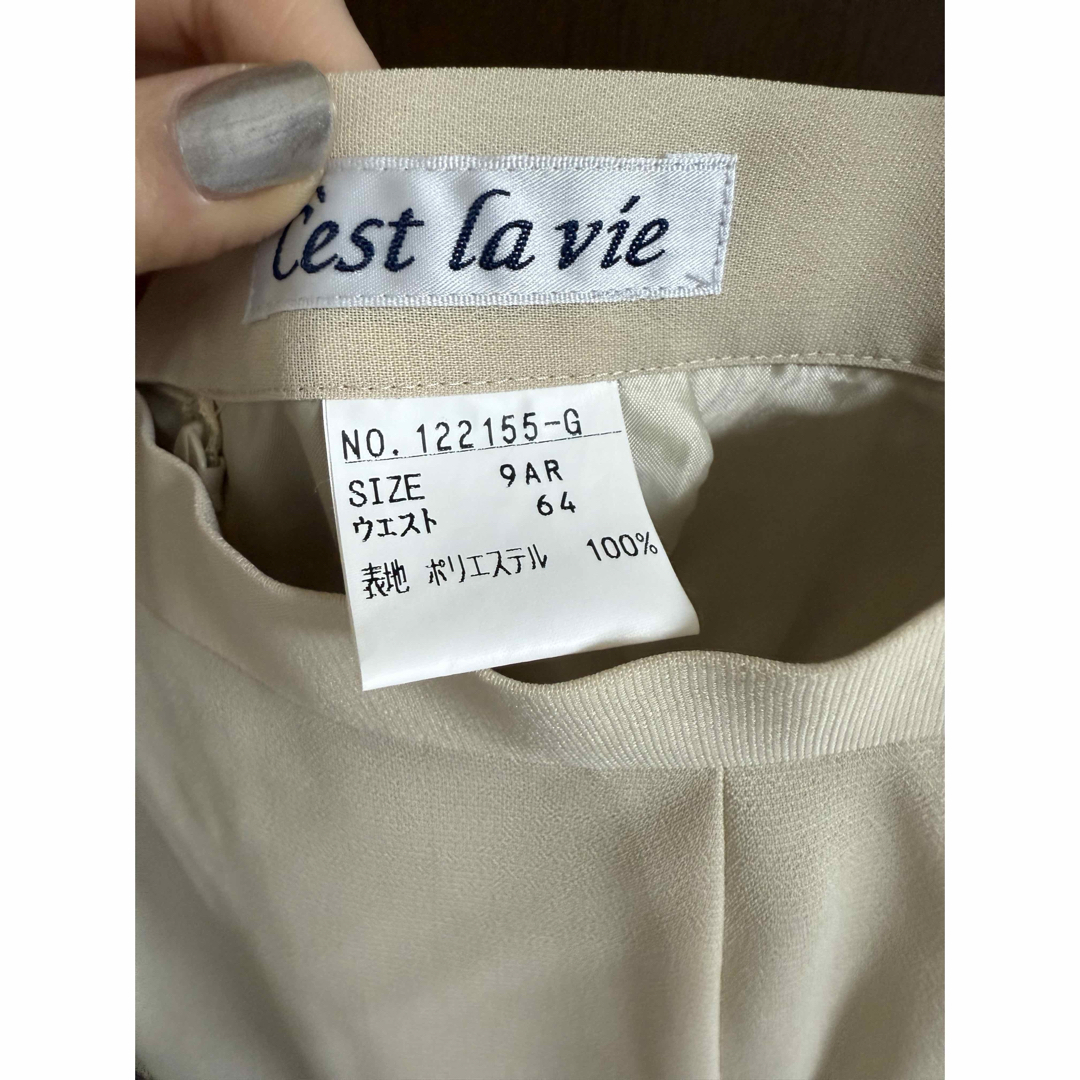 C'est la vie
NO. 122155-G
SIZE 9AR
ウエスト 64
表地 ポリエステル 100%